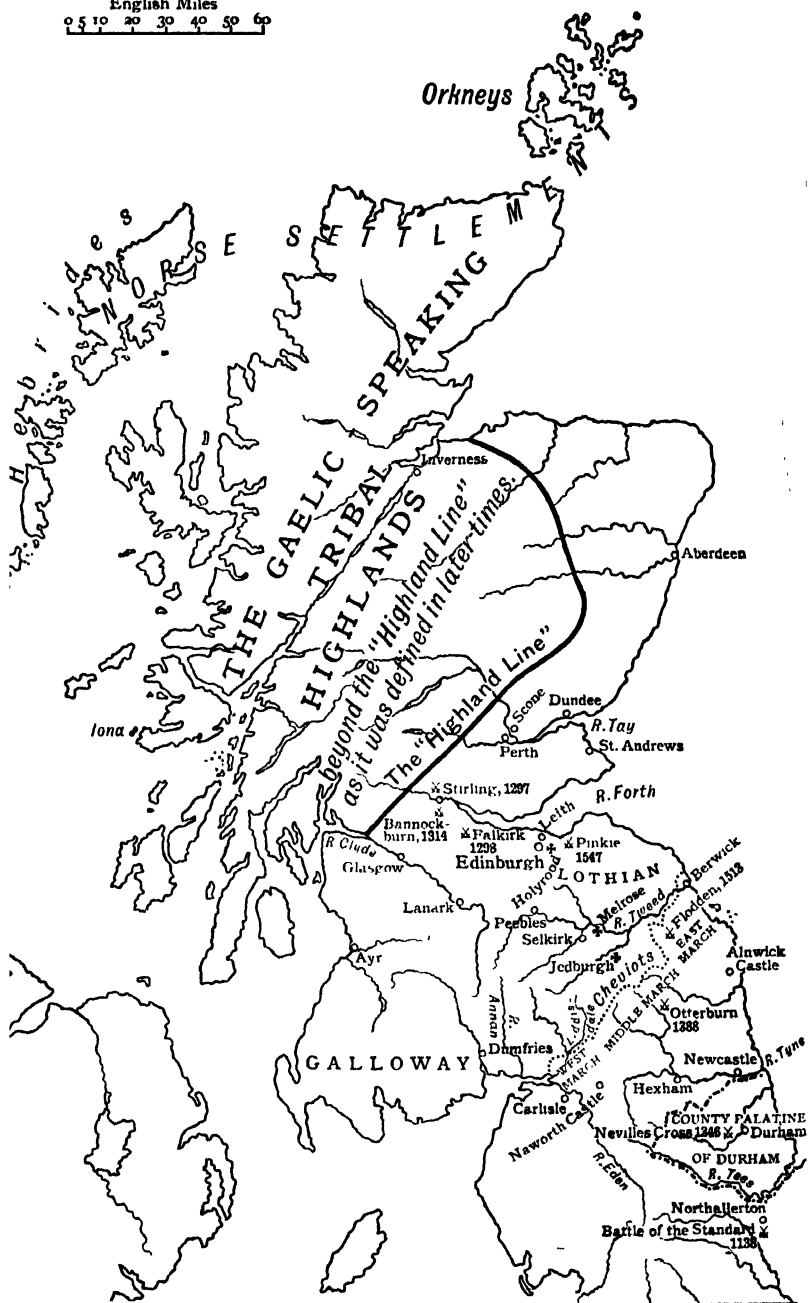 English Miles
0 5 10 20 30 40 50 60
Orkneys
Hebrides
NORSE SETTLEMENTS
THE GAELIC SPEAKING
TRIBAL
HIGHLANDS
beyond the "Highland Line"
as it was defined in later times.
The "Highland Line"
Inverness
Aberdeen
Iona
Scone
Dundee
R. Tay
Perth
St. Andrews
Stirling, 1297
R. Forth
Bannock-
burn, 1314
Falkirk
1298
Leith
Pinkie
1547
Edinburgh
Holyrood
R Clyde
Glasgow
LOTHIAN
Berwick
Lanark
Peebles
Melrose
R. Tweed
Flodden, 1513
Selkirk
Jedburgh
EAST
MARCH
Cheviots
Ayr
Alnwick
Castle
MIDDLE MARCH
Otterburn
1388
R.
Annan
Liddis-
dale
WEST
MARCH
Dumfries
GALLOWAY
Newcastle
R. Tyne
Hexham
Carlisle
Naworth Castle
COUNTY PALATINE
Nevilles Cross 1346
Durham
OF DURHAM
R. Eden
R. Tees
Northallerton
Battle of the Standard
1138